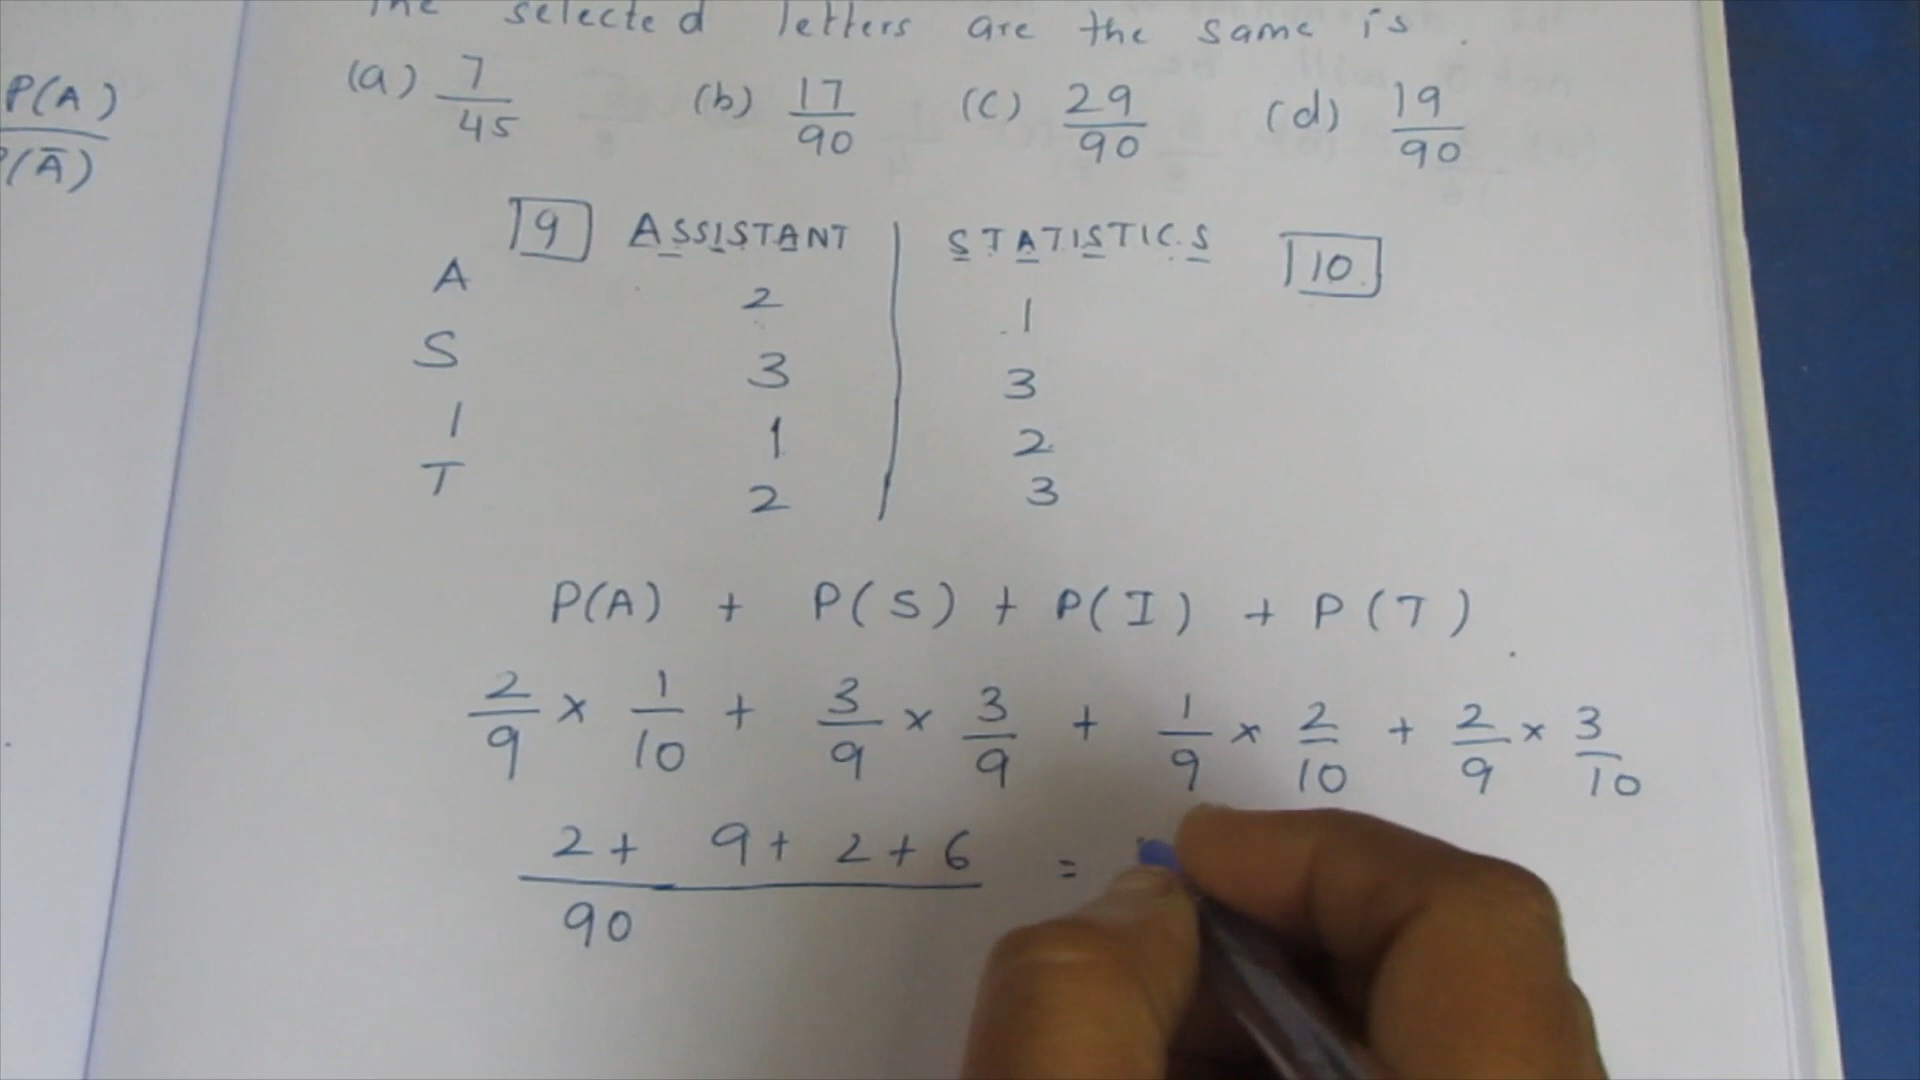 The selected letters are the same is.
P(A)
P(Ā)
(a) 7/45 (b) 17/90 (c) 29/90 (d) 19/90
9 ASSISTANT | STATISTICS 10
A 2 1
S 3 3
I 1 2
T 2 3
P(A) + P(S) + P(I) + P(T)
2/9 × 1/10 + 3/9 × 3/9 + 1/9 × 2/10 + 2/9 × 3/10
2 + 9 + 2 + 6 / 90 =